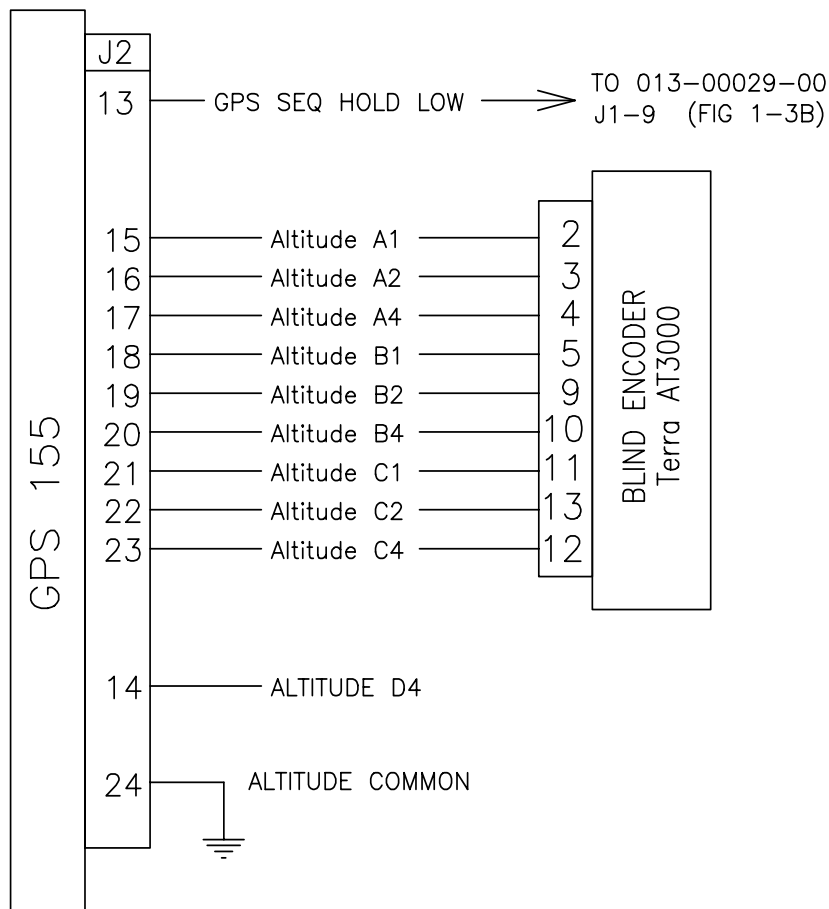 J2
13 GPS SEQ HOLD LOW TO 013-00029-00
J1-9 (FIG 1-3B)
15 Altitude A1 2
16 Altitude A2 3
17 Altitude A4 4
18 Altitude B1 5
19 Altitude B2 9
20 Altitude B4 10
21 Altitude C1 11
22 Altitude C2 13
23 Altitude C4 12
14 ALTITUDE D4
24 ALTITUDE COMMON
GPS 155
BLIND ENCODER
Terra AT3000